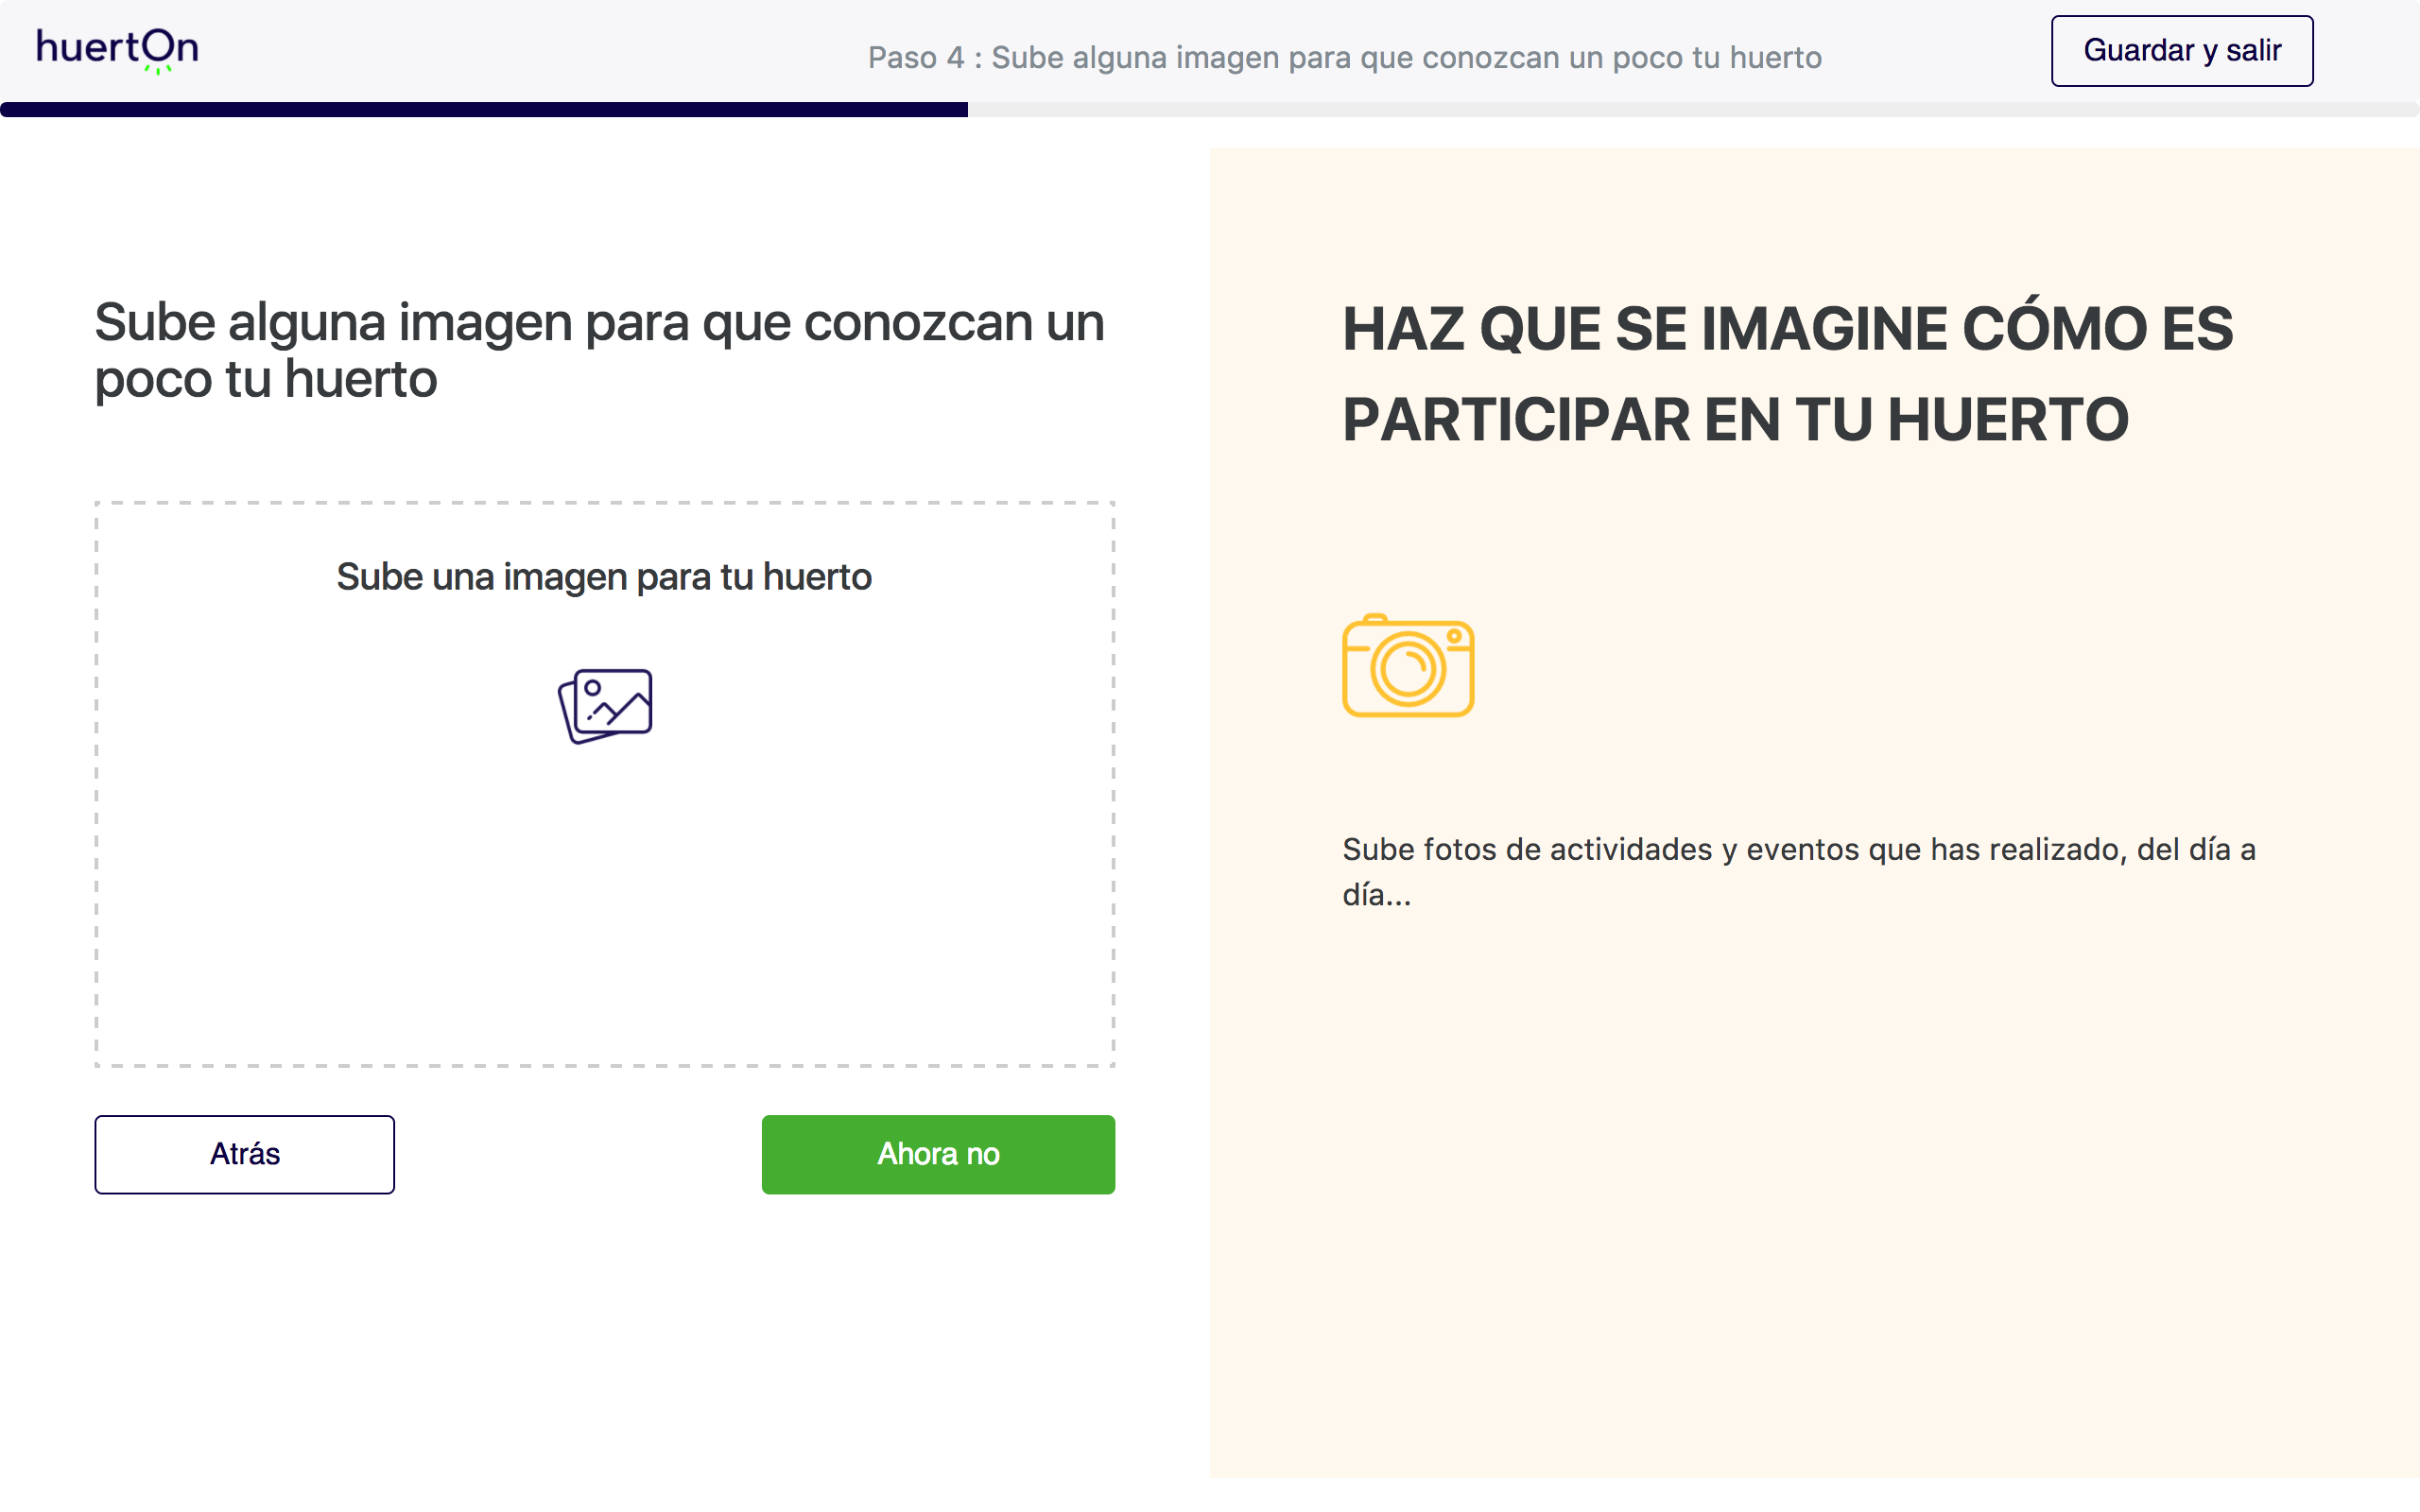 huertOn
Paso 4 : Sube alguna imagen para que conozcan un poco tu huerto
Guardar y salir
Sube alguna imagen para que conozcan un
poco tu huerto
Sube una imagen para tu huerto
Atrás
Ahora no
HAZ QUE SE IMAGINE CÓMO ES
PARTICIPAR EN TU HUERTO
Sube fotos de actividades y eventos que has realizado, del día a
día...